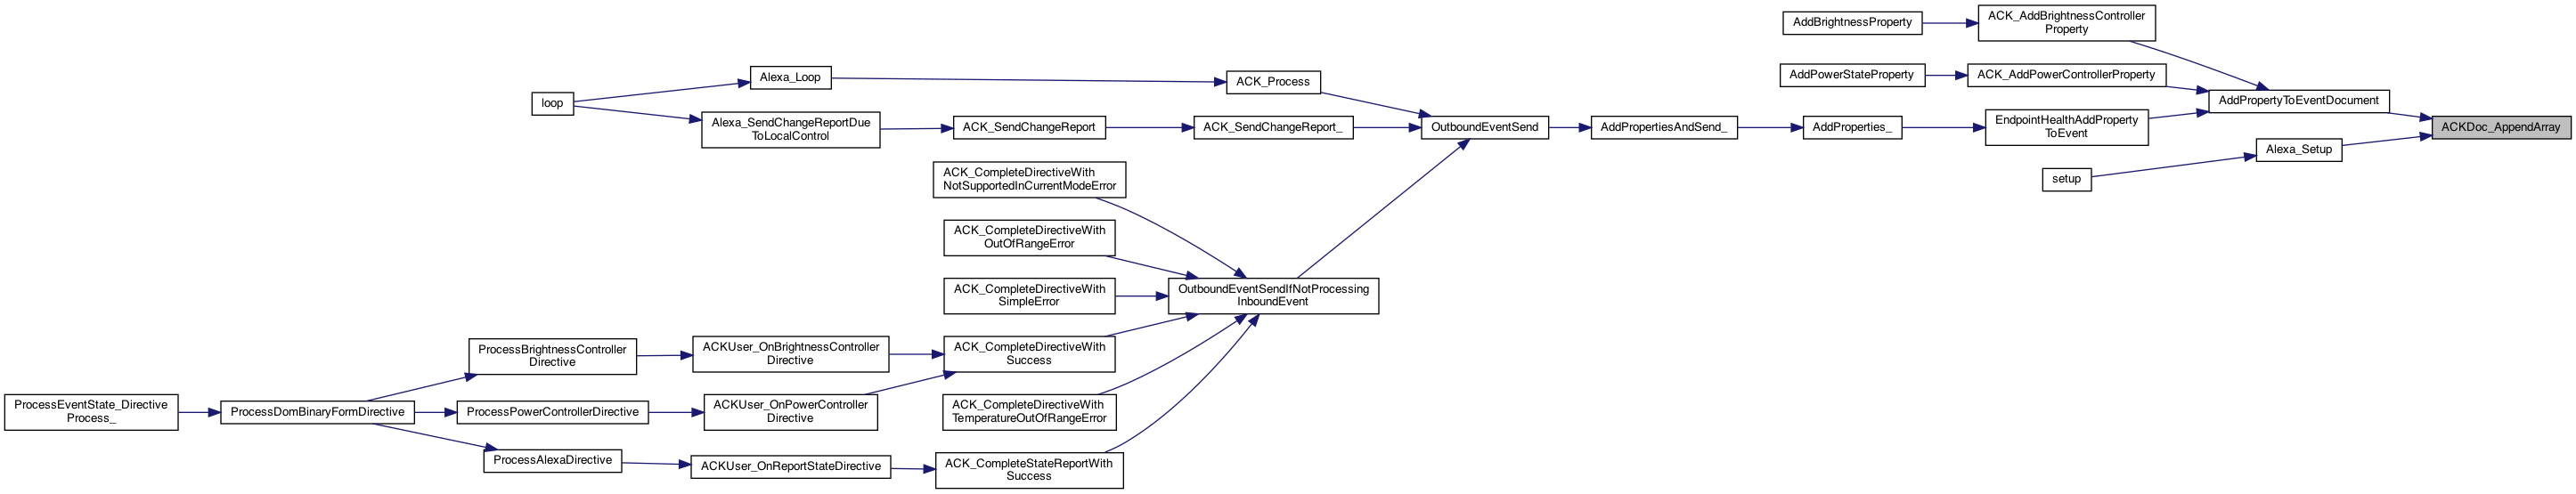 AddBrightnessProperty
ACK_AddBrightnessController
Property
Alexa_Loop
ACK_Process
AddPowerStateProperty
ACK_AddPowerControllerProperty
loop
AddPropertyToEventDocument
Alexa_SendChangeReportDue
ToLocalControl
ACK_SendChangeReport
ACK_SendChangeReport_
OutboundEventSend
AddPropertiesAndSend_
AddProperties_
EndpointHealthAddProperty
ToEvent
ACKDoc_AppendArray
Alexa_Setup
setup
ACK_CompleteDirectiveWith
NotSupportedInCurrentModeError
ACK_CompleteDirectiveWith
OutOfRangeError
ACK_CompleteDirectiveWith
SimpleError
OutboundEventSendIfNotProcessing
InboundEvent
ProcessBrightnessController
Directive
ACKUser_OnBrightnessController
Directive
ACK_CompleteDirectiveWith
Success
ProcessEventState_Directive
Process_
ProcessDomBinaryFormDirective
ProcessPowerControllerDirective
ACKUser_OnPowerController
Directive
ACK_CompleteDirectiveWith
TemperatureOutOfRangeError
ProcessAlexaDirective
ACKUser_OnReportStateDirective
ACK_CompleteStateReportWith
Success